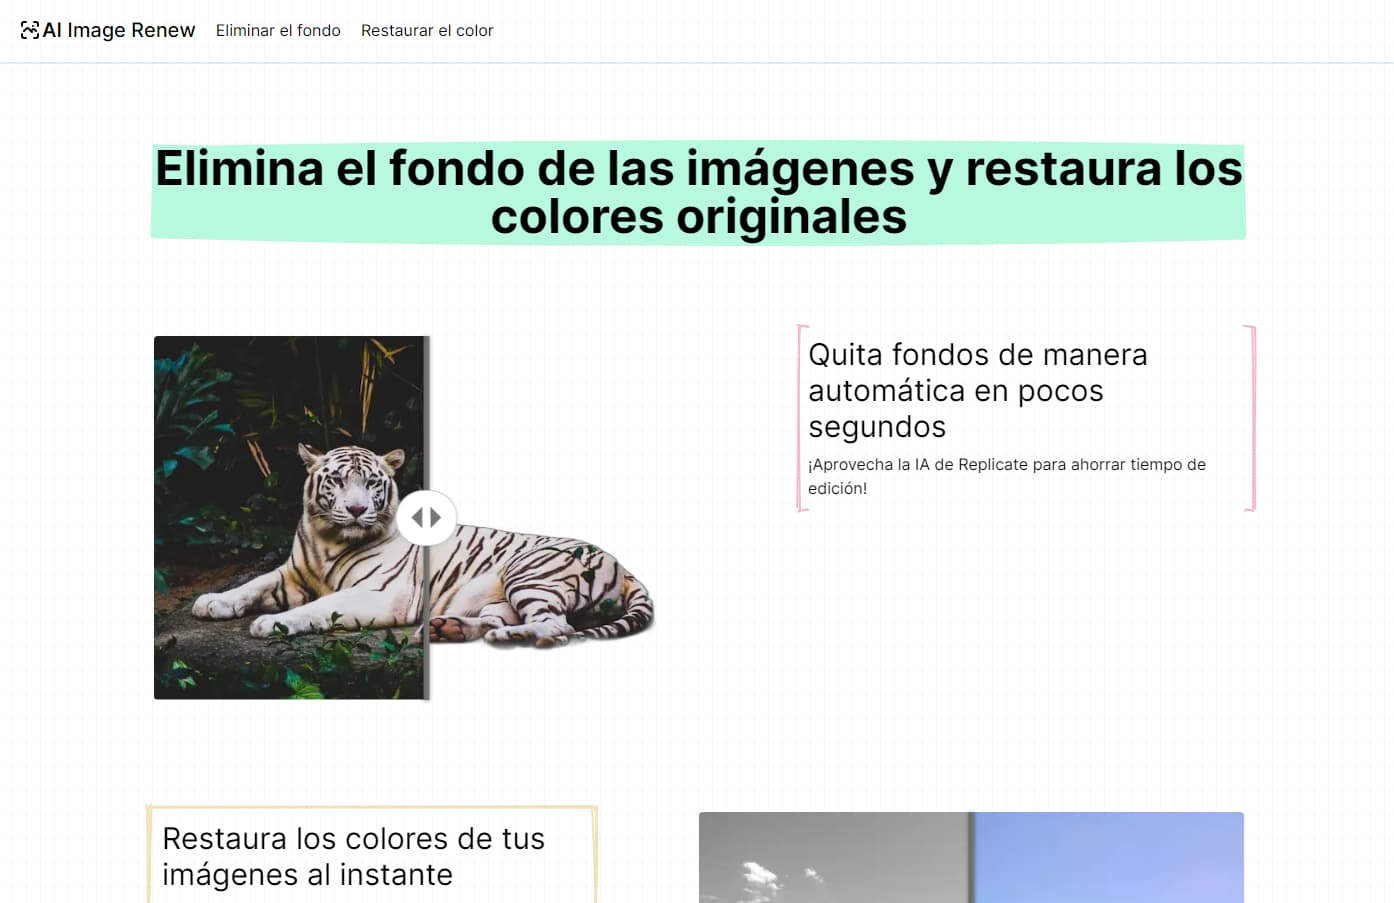 AI Image Renew
Eliminar el fondo
Restaurar el color
Elimina el fondo de las imágenes y restaura los
colores originales
Quita fondos de manera
automática en pocos
segundos
¡Aprovecha la IA de Replicate para ahorrar tiempo de
edición!
Restaura los colores de tus
imágenes al instante